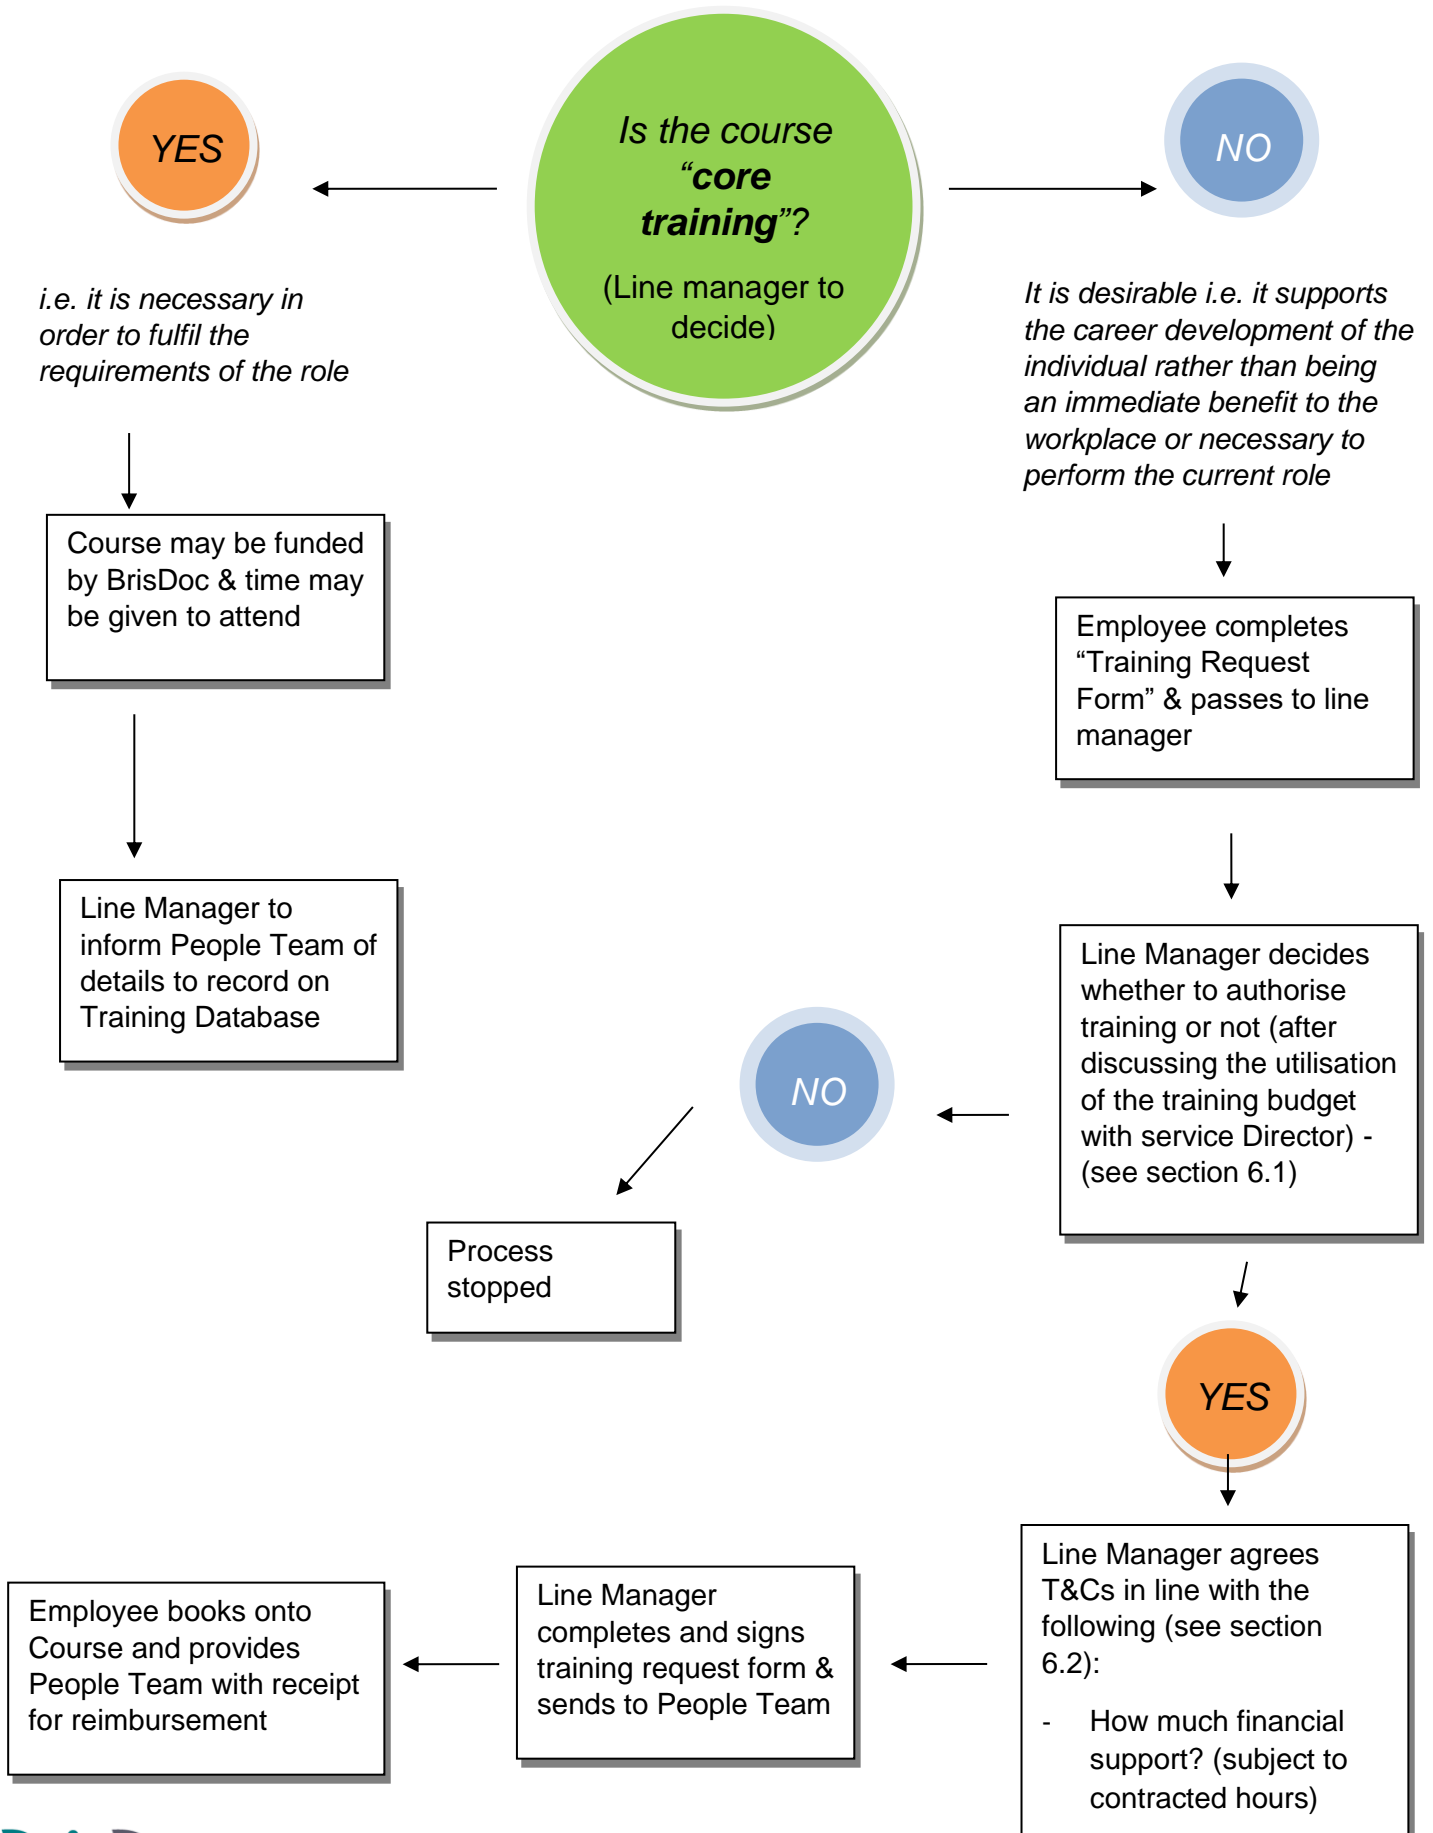 YES
Is the course
“core
training”?
(Line manager to
decide)
NO
i.e. it is necessary in
order to fulfil the
requirements of the role
It is desirable i.e. it supports
the career development of the
individual rather than being
an immediate benefit to the
workplace or necessary to
perform the current role
Course may be funded
by BrisDoc & time may
be given to attend
Employee completes
“Training Request
Form” & passes to line
manager
Line Manager to
inform People Team of
details to record on
Training Database
Line Manager decides
whether to authorise
training or not (after
discussing the utilisation
of the training budget
with service Director) -
(see section 6.1)
NO
Process
stopped
YES
Line Manager agrees
T&Cs in line with the
following (see section
6.2):
- How much financial
support? (subject to
contracted hours)
Line Manager
completes and signs
training request form &
sends to People Team
Employee books onto
Course and provides
People Team with receipt
for reimbursement